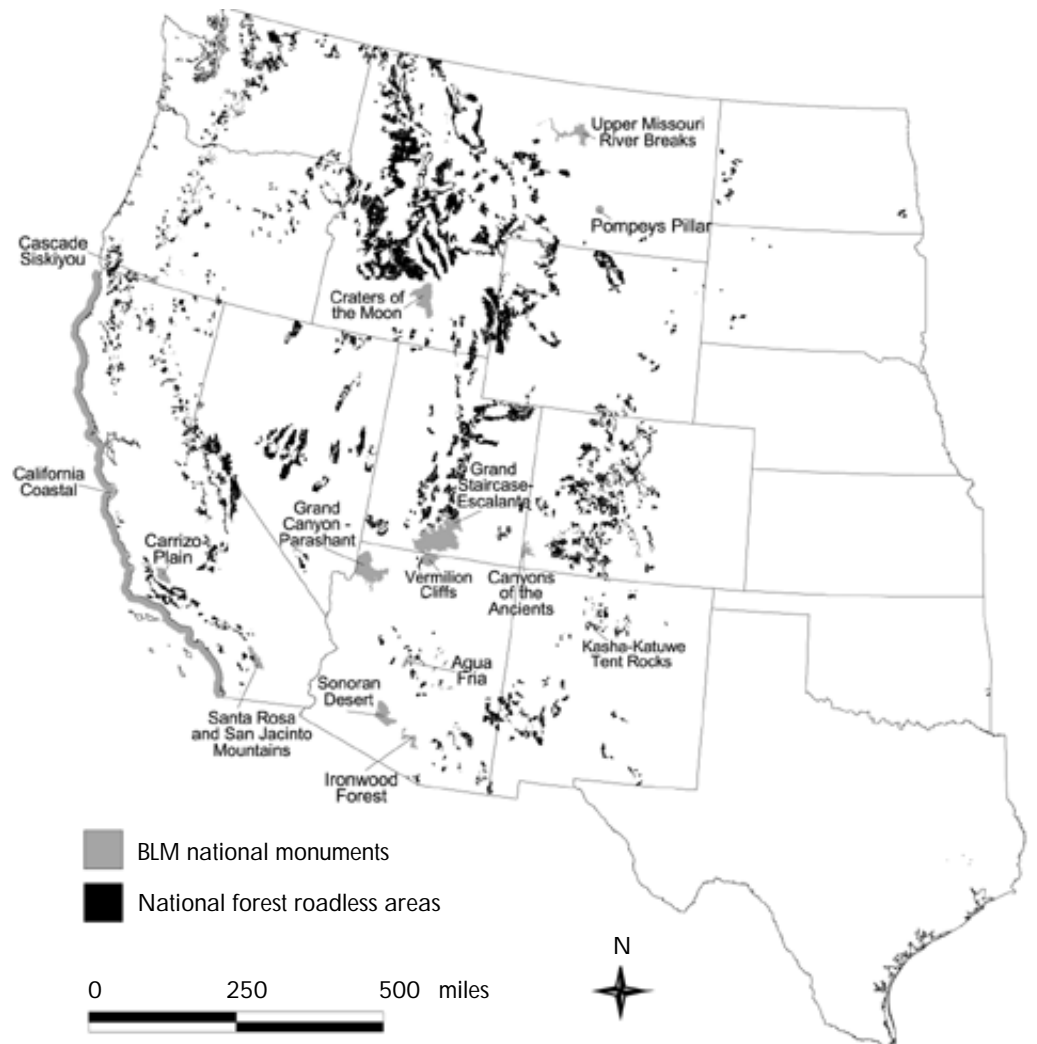 Upper Missouri
River Breaks
Pompeys Pillar
Cascade
Siskiyou
Craters of
the Moon
California
Coastal
Grand
Staircase-
Escalante
Grand
Canyon -
Parashant
Carrizo
Plain
Vermilion
Cliffs
Canyons
of the
Ancients
Kasha-Katuwe
Tent Rocks
Agua
Fria
Sonoran
Desert
Santa Rosa
and San Jacinto
Mountains
Ironwood
Forest
BLM national monuments
National forest roadless areas
N
0 250 500 miles